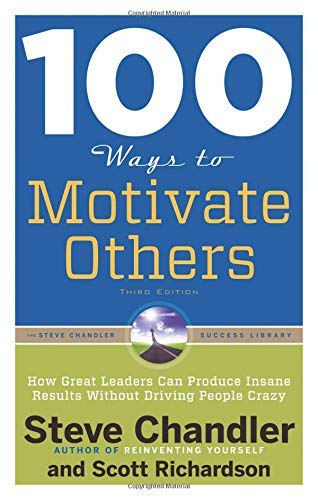 100
Ways to
Motivate
Others
THIRD EDITION
THE STEVE CHANDLER SUCCESS LIBRARY
How Great Leaders Can Produce Insane
Results Without Driving People Crazy
Steve Chandler
AUTHOR OF REINVENTING YOURSELF
and Scott Richardson